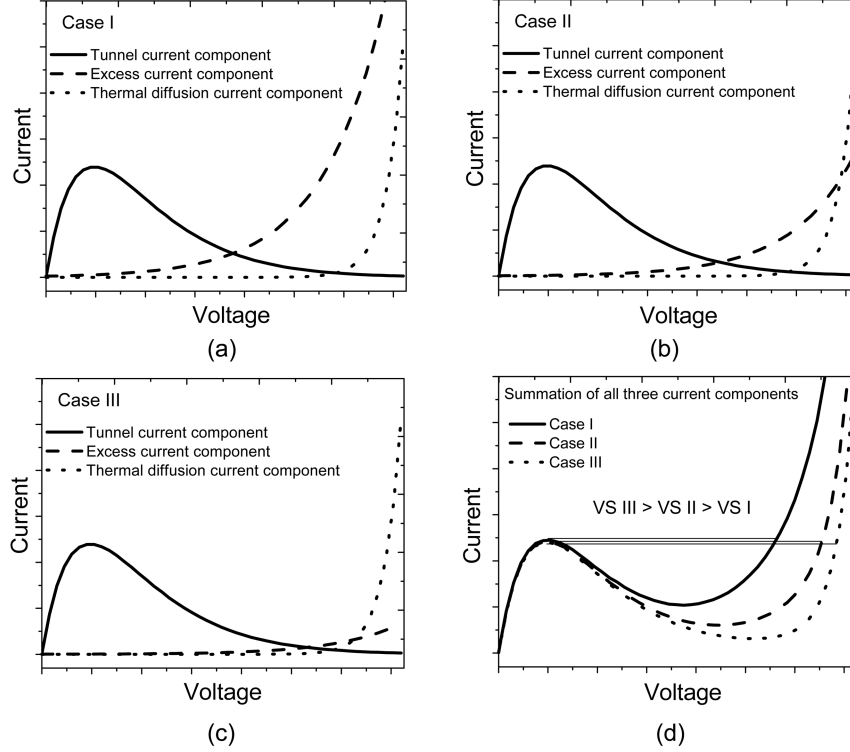 Case I
Tunnel current component
Excess current component
Thermal diffusion current component
Current
Voltage
(a)
Case II
Tunnel current component
Excess current component
Thermal diffusion current component
Current
Voltage
(b)
Case III
Tunnel current component
Excess current component
Thermal diffusion current component
Current
Voltage
(c)
Summation of all three current components
Case I
Case II
Case III
VS III > VS II > VS I
Current
Voltage
(d)